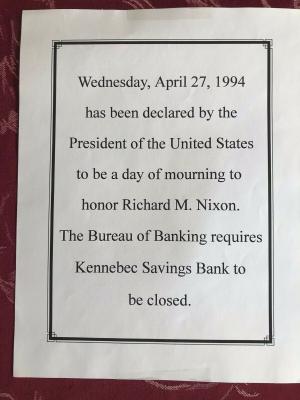 Wednesday, April 27, 1994
has been declared by the
President of the United States
to be a day of mourning to
honor Richard M. Nixon.
The Bureau of Banking requires
Kennebec Savings Bank to
be closed.